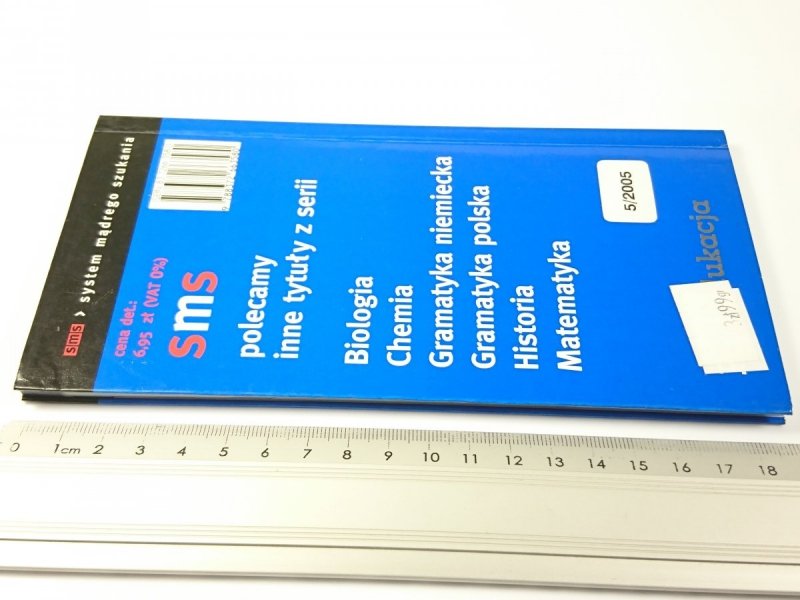 sms > system mądrego szukania
cena det.:
6,95 zł (VAT 0%)
sms
polecamy
inne tytuły z serii
Biologia
Chemia
Gramatyka niemiecka
Gramatyka polska
Historia
Matematyka
5/2005
ukacja
3zł99g
0 1cm 2 3 4 5 6 7 8 9 10 11 12 13 14 15 16 17 18